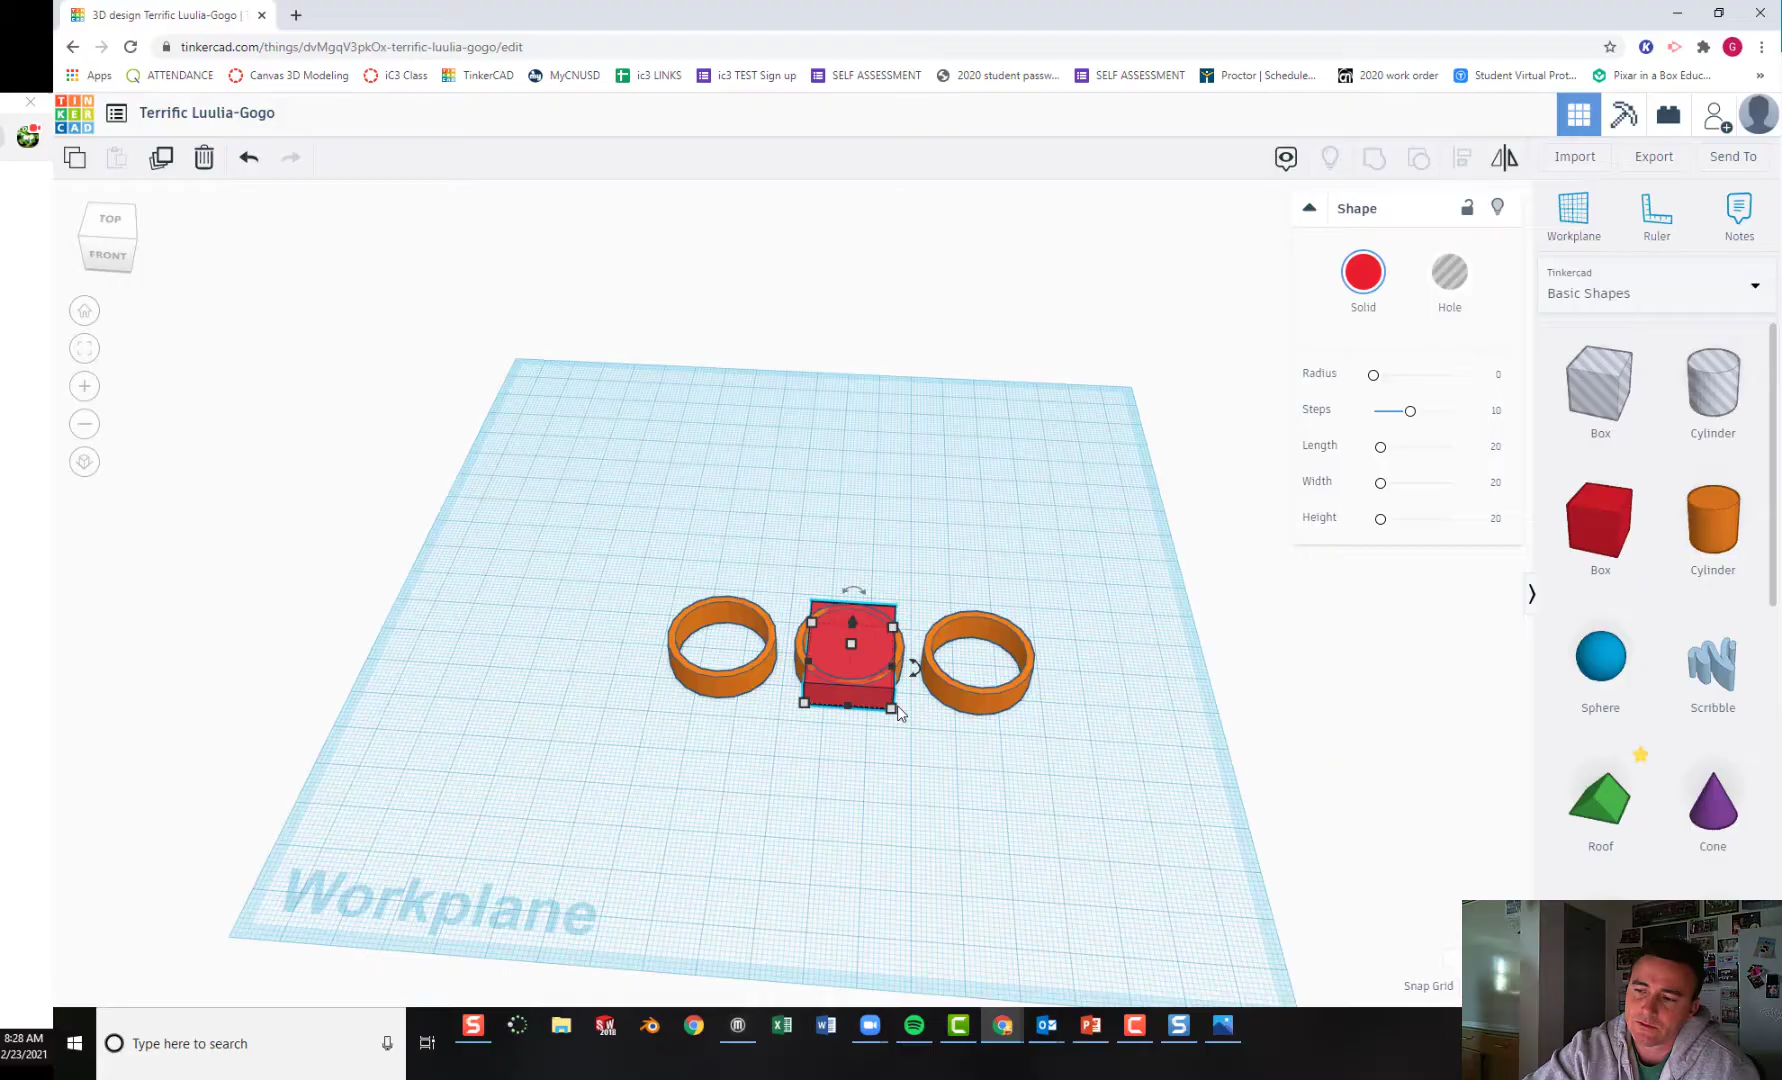 3D design Terrific Luulia-Gogo |
tinkercad.com/things/dvMgqV3pkOx-terrific-luulia-gogo/edit
G
Apps ATTENDANCE Canvas 3D Modeling iC3 Class TinkerCAD MyCNUSD ic3 LINKS ic3 TEST Sign up SELF ASSESSMENT 2020 student passw... SELF ASSESSMENT Proctor | Schedule... 2020 work order Student Virtual Prot... Pixar in a Box Educ... »
TIN
KER
CAD
Terrific Luulia-Gogo
Import Export Send To
TOP
FRONT
Shape
Solid Hole
Radius 0
Steps 10
Length 20
Width 20
Height 20
Workplane Ruler Notes
Tinkercad
Basic Shapes
Box Cylinder
Box Cylinder
Sphere Scribble
Roof Cone
Workplane
Snap Grid
8:28 AM
2/23/2021
Type here to search